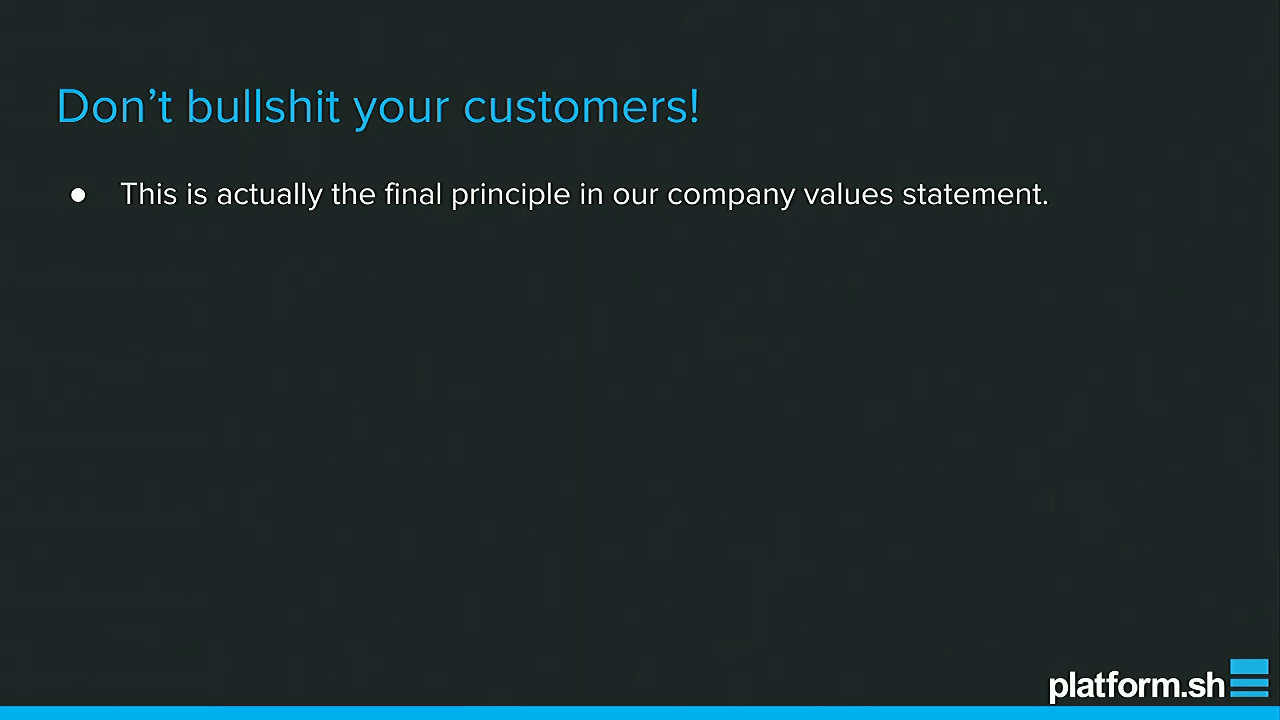 Don’t bullshit your customers!
● This is actually the final principle in our company values statement.
platform.sh